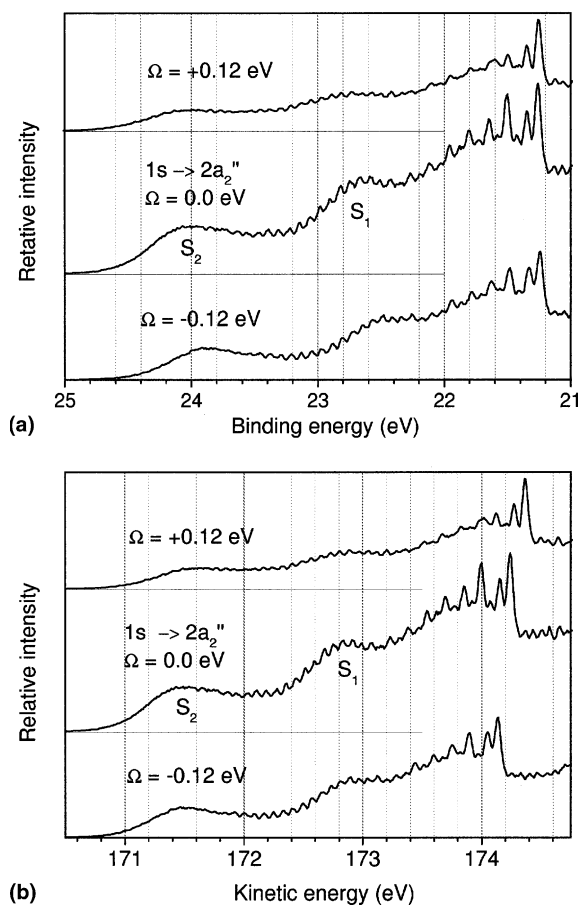 Ω = +0.12 eV
1s -> 2a₂"
Ω = 0.0 eV
S₁
S₂
Ω = -0.12 eV
Retative intensity
25 24 23 22 21
(a) Binding energy (eV)
Ω = +0.12 eV
1s -> 2a₂"
Ω = 0.0 eV
S₁
S₂
Ω = -0.12 eV
Relative intensity
171 172 173 174
(b) Kinetic energy (eV)